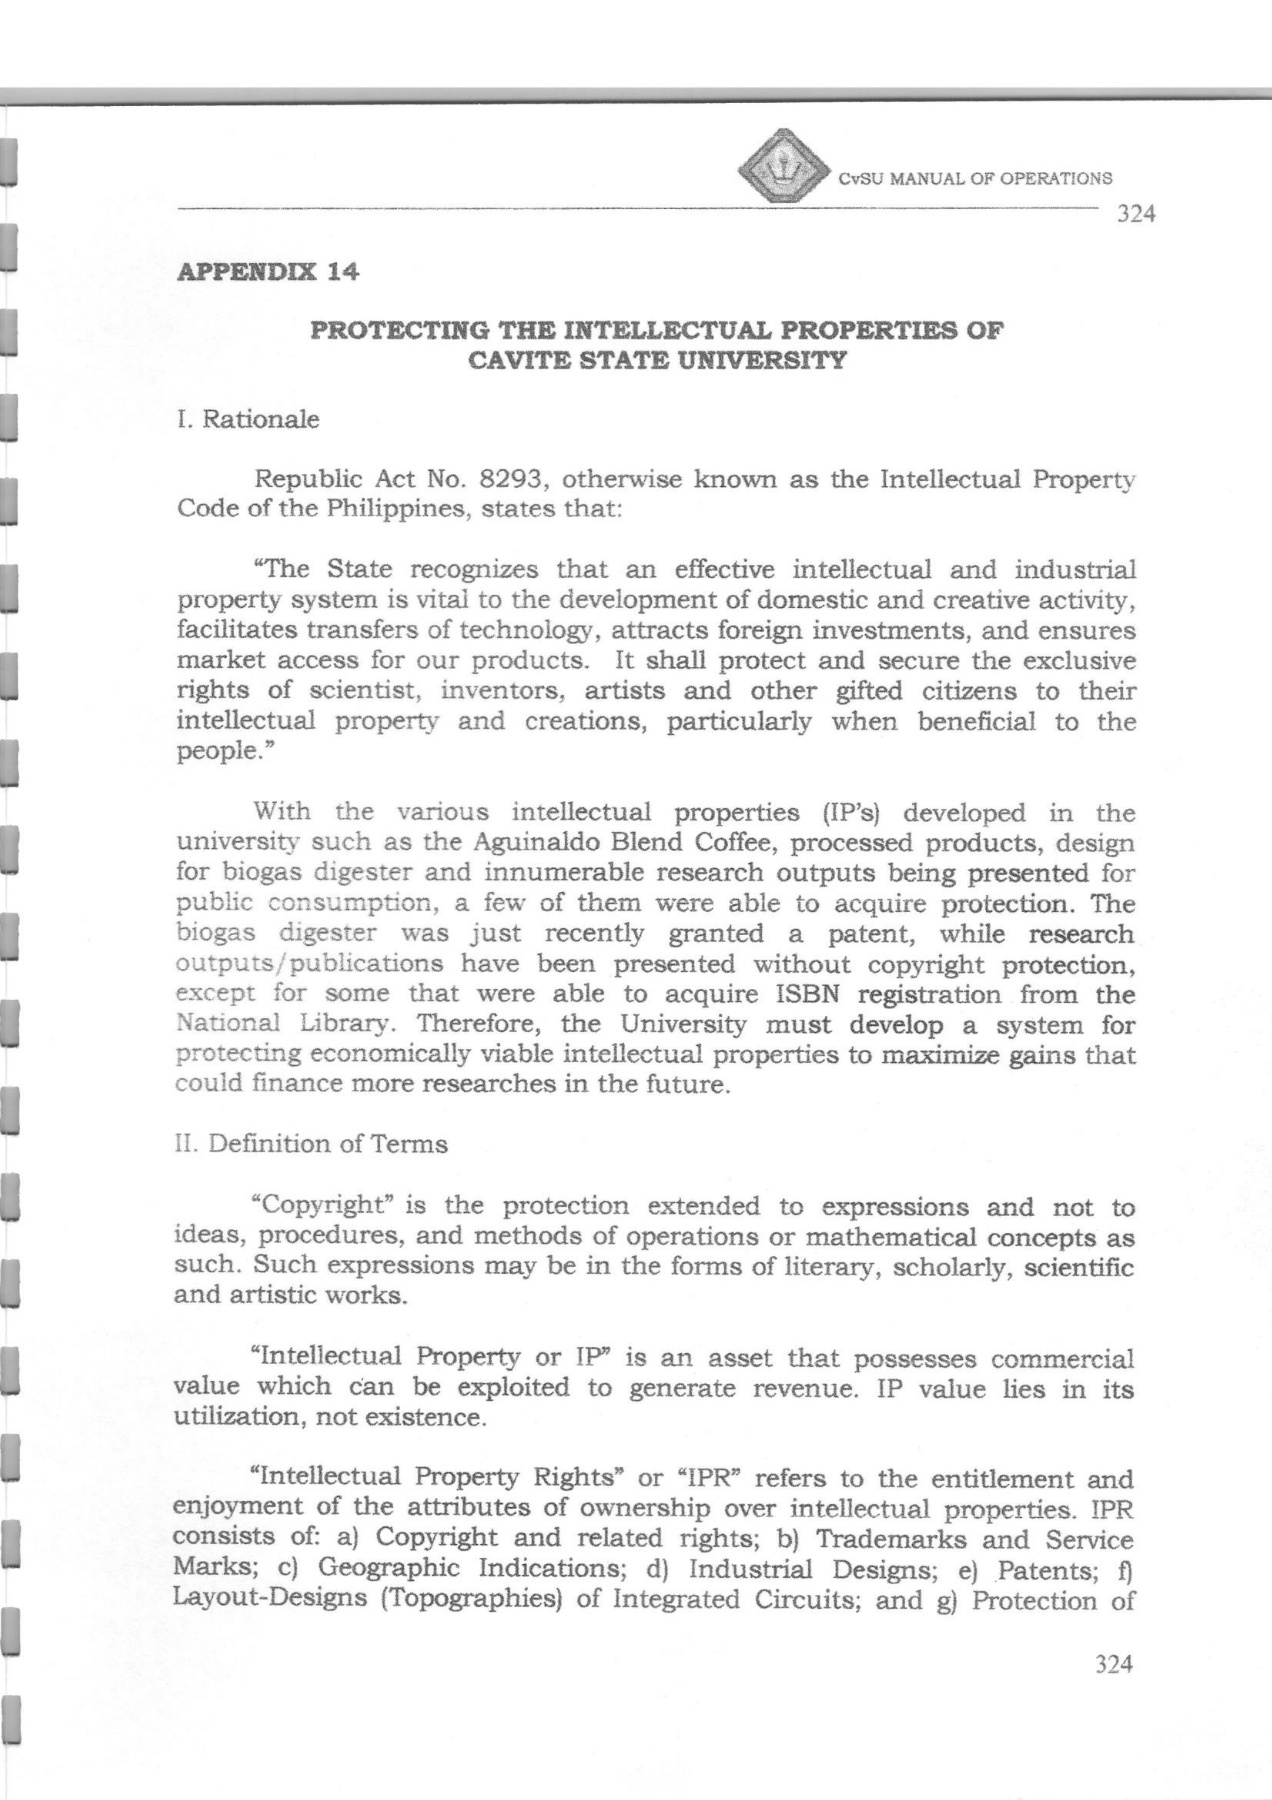 CvSU MANUAL OF OPERATIONS
324
APPENDIX 14
PROTECTING THE INTELLECTUAL PROPERTIES OF
CAVITE STATE UNIVERSITY
I. Rationale
Republic Act No. 8293, otherwise known as the Intellectual Property
Code of the Philippines, states that:
“The State recognizes that an effective intellectual and industrial
property system is vital to the development of domestic and creative activity,
facilitates transfers of technology, attracts foreign investments, and ensures
market access for our products. It shall protect and secure the exclusive
rights of scientist, inventors, artists and other gifted citizens to their
intellectual property and creations, particularly when beneficial to the
people.”
With the various intellectual properties (IP’s) developed in the
university such as the Aguinaldo Blend Coffee, processed products, design
for biogas digester and innumerable research outputs being presented for
public consumption, a few of them were able to acquire protection. The
biogas digester was just recently granted a patent, while research
outputs/publications have been presented without copyright protection,
except for some that were able to acquire ISBN registration from the
National Library. Therefore, the University must develop a system for
protecting economically viable intellectual properties to maximize gains that
could finance more researches in the future.
II. Definition of Terms
“Copyright” is the protection extended to expressions and not to
ideas, procedures, and methods of operations or mathematical concepts as
such. Such expressions may be in the forms of literary, scholarly, scientific
and artistic works.
“Intellectual Property or IP” is an asset that possesses commercial
value which can be exploited to generate revenue. IP value lies in its
utilization, not existence.
“Intellectual Property Rights” or “IPR” refers to the entitlement and
enjoyment of the attributes of ownership over intellectual properties. IPR
consists of: a) Copyright and related rights; b) Trademarks and Service
Marks; c) Geographic Indications; d) Industrial Designs; e) Patents; f)
Layout-Designs (Topographies) of Integrated Circuits; and g) Protection of
324